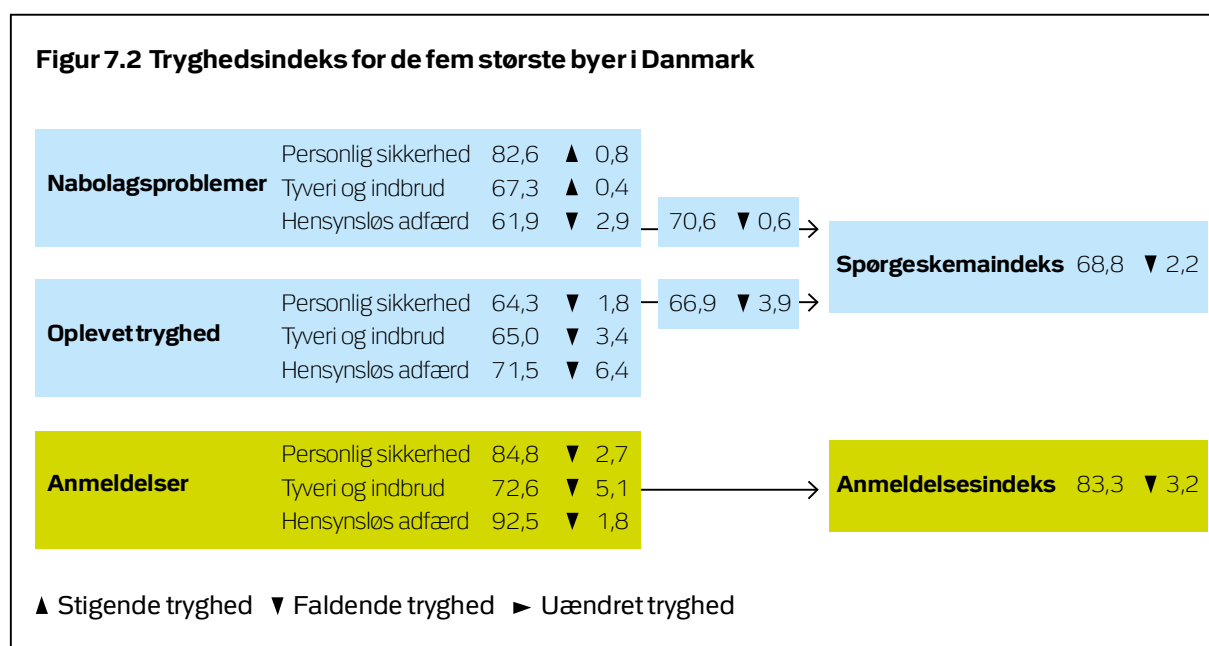 Figur 7.2 Tryghedsindeks for de fem største byer i Danmark
Nabolagsproblemer
Personlig sikkerhed 82,6 ▲ 0,8
Tyveri og indbrud 67,3 ▲ 0,4
Hensynsløs adfærd 61,9 ▼ 2,9
70,6 ▼ 0,6
Oplevet tryghed
Personlig sikkerhed 64,3 ▼ 1,8
Tyveri og indbrud 65,0 ▼ 3,4
Hensynsløs adfærd 71,5 ▼ 6,4
66,9 ▼ 3,9
Spørgeskemaindeks 68,8 ▼ 2,2
Anmeldelser
Personlig sikkerhed 84,8 ▼ 2,7
Tyveri og indbrud 72,6 ▼ 5,1
Hensynsløs adfærd 92,5 ▼ 1,8
Anmeldelsesindeks 83,3 ▼ 3,2
▲ Stigende tryghed ▼ Faldende tryghed ► Uændret tryghed